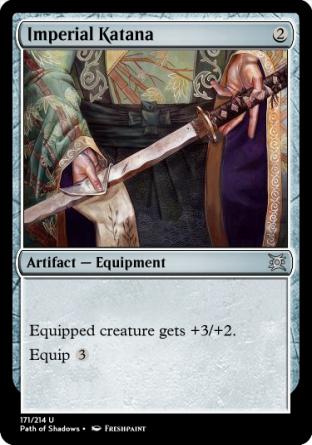 Imperial Katana 2
Artifact — Equipment
Equipped creature gets +3/+2.
Equip 3
171/214 U
Path of Shadows • FRESHPAINT